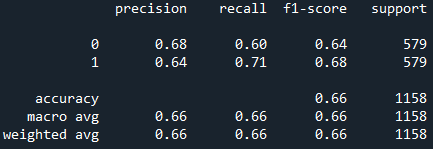 precision recall f1-score support
0 0.68 0.60 0.64 579
1 0.64 0.71 0.68 579
accuracy 0.66 1158
macro avg 0.66 0.66 0.66 1158
weighted avg 0.66 0.66 0.66 1158